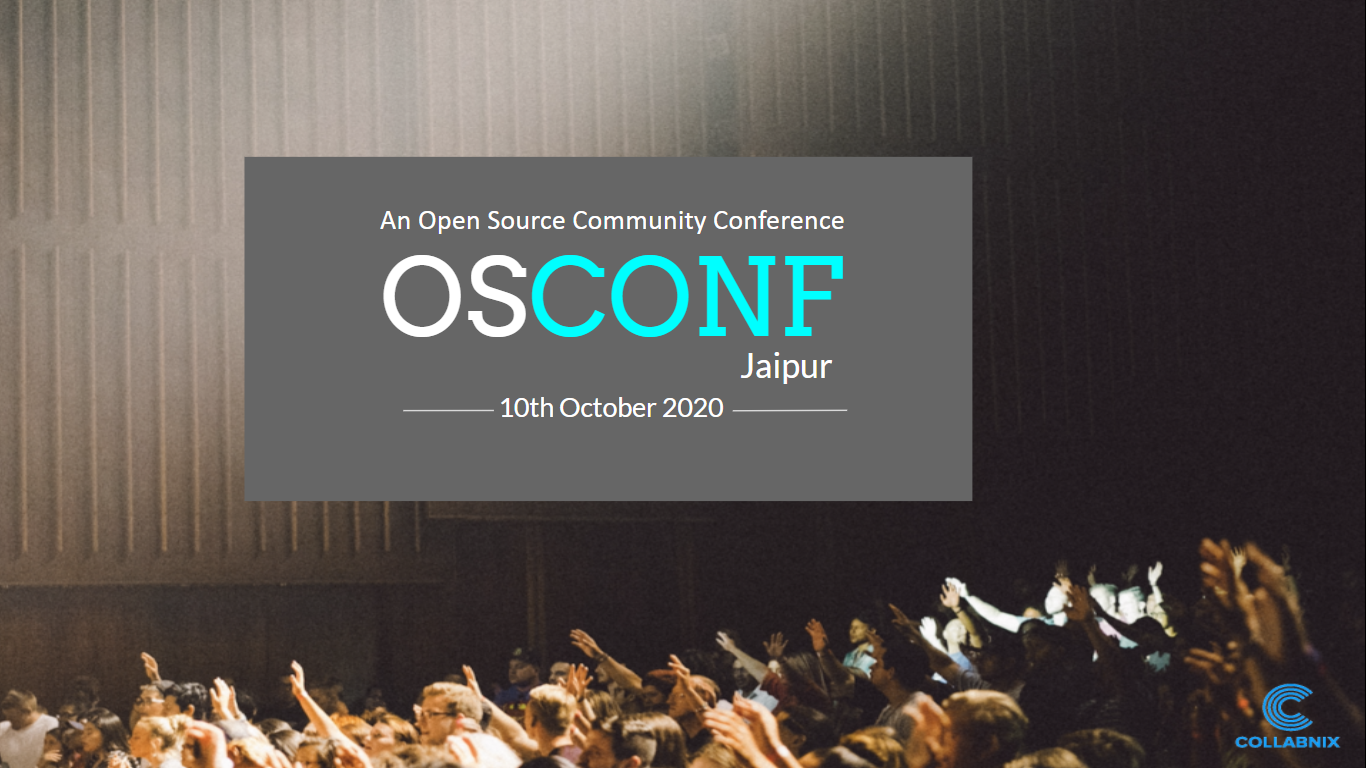 An Open Source Community Conference
OSCONF
Jaipur
10th October 2020
COLLABNIX